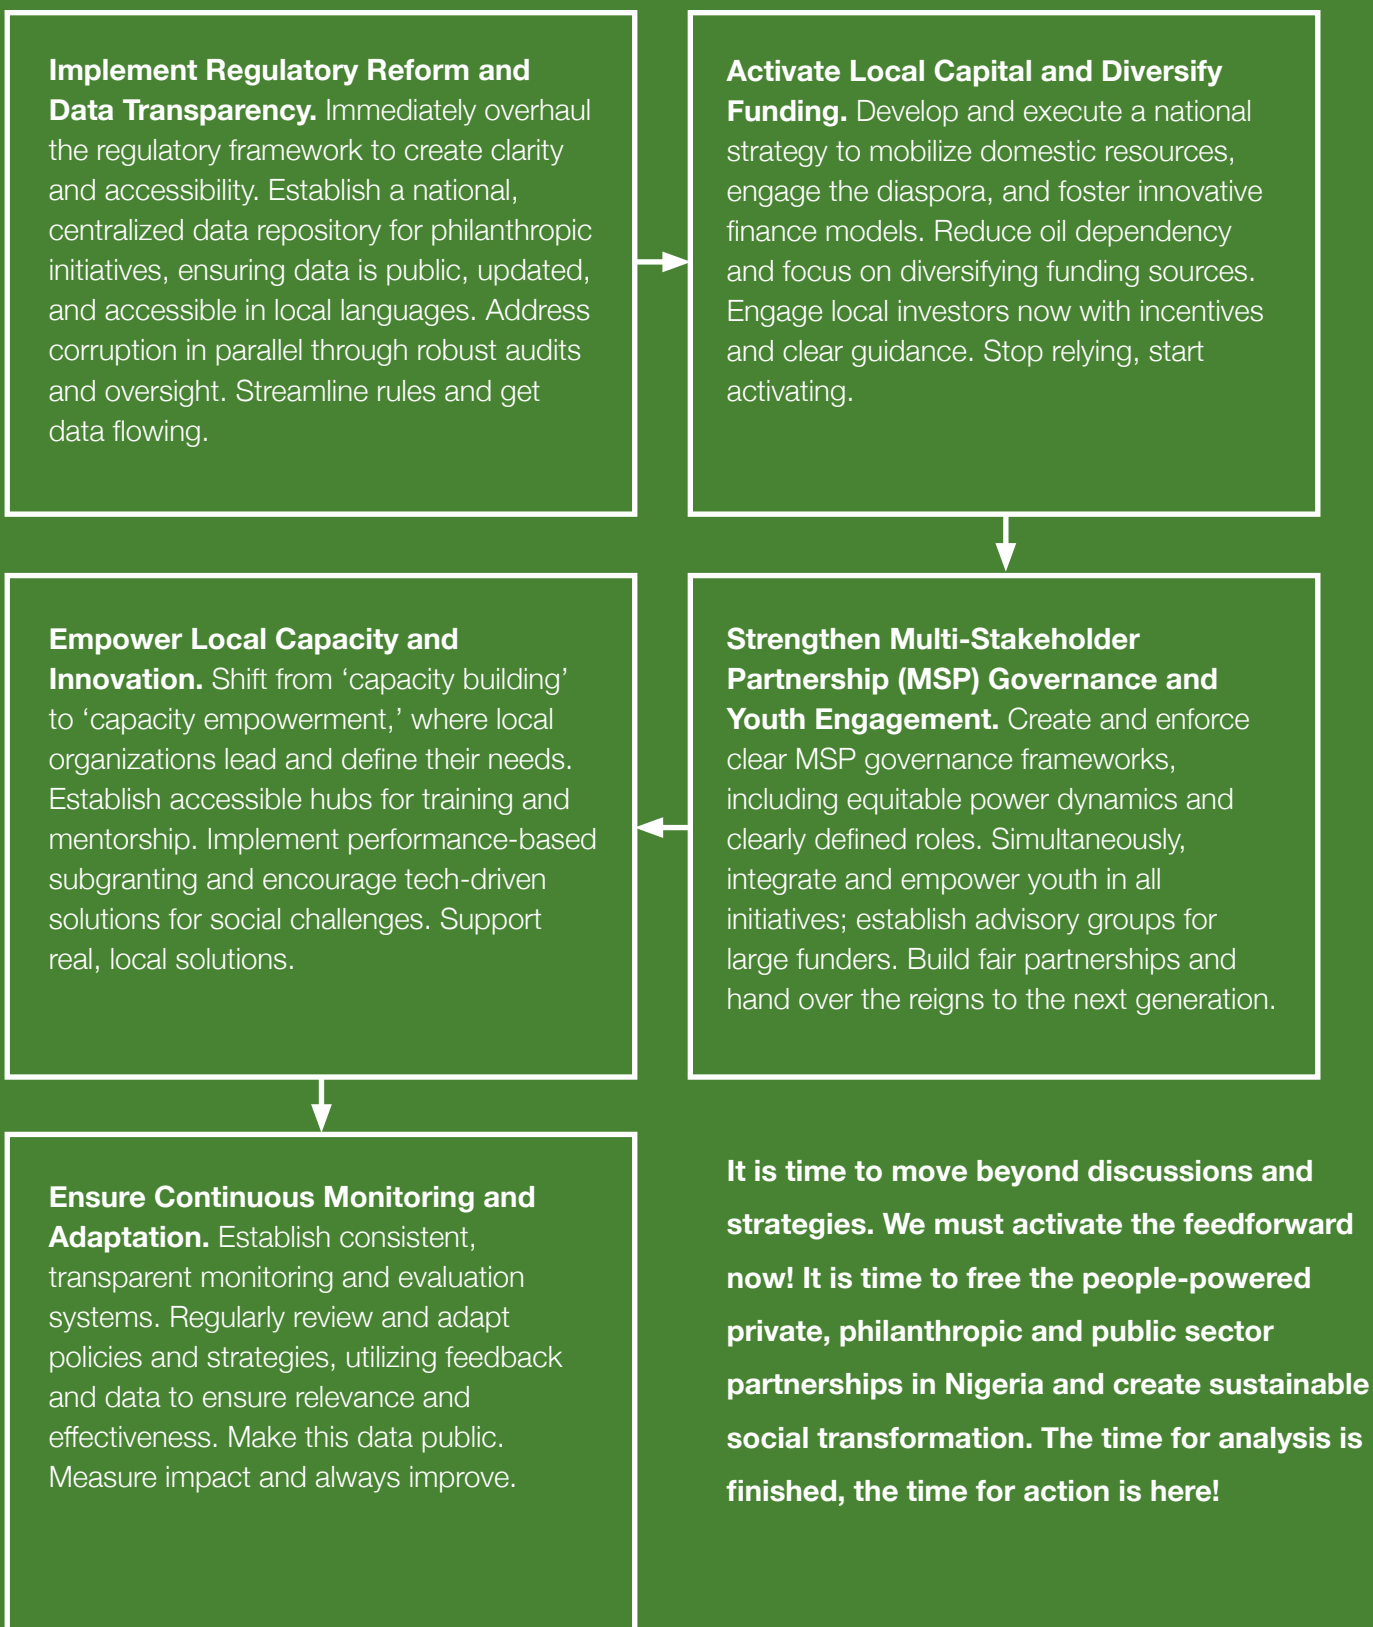 Implement Regulatory Reform and
Data Transparency. Immediately overhaul
the regulatory framework to create clarity
and accessibility. Establish a national,
centralized data repository for philanthropic
initiatives, ensuring data is public, updated,
and accessible in local languages. Address
corruption in parallel through robust audits
and oversight. Streamline rules and get
data flowing.
Activate Local Capital and Diversify
Funding. Develop and execute a national
strategy to mobilize domestic resources,
engage the diaspora, and foster innovative
finance models. Reduce oil dependency
and focus on diversifying funding sources.
Engage local investors now with incentives
and clear guidance. Stop relying, start
activating.
Strengthen Multi-Stakeholder
Partnership (MSP) Governance and
Youth Engagement. Create and enforce
clear MSP governance frameworks,
including equitable power dynamics and
clearly defined roles. Simultaneously,
integrate and empower youth in all
initiatives; establish advisory groups for
large funders. Build fair partnerships and
hand over the reigns to the next generation.
Empower Local Capacity and
Innovation. Shift from ‘capacity building’
to ‘capacity empowerment,’ where local
organizations lead and define their needs.
Establish accessible hubs for training and
mentorship. Implement performance-based
subgranting and encourage tech-driven
solutions for social challenges. Support
real, local solutions.
Ensure Continuous Monitoring and
Adaptation. Establish consistent,
transparent monitoring and evaluation
systems. Regularly review and adapt
policies and strategies, utilizing feedback
and data to ensure relevance and
effectiveness. Make this data public.
Measure impact and always improve.
It is time to move beyond discussions and
strategies. We must activate the feedforward
now! It is time to free the people-powered
private, philanthropic and public sector
partnerships in Nigeria and create sustainable
social transformation. The time for analysis is
finished, the time for action is here!